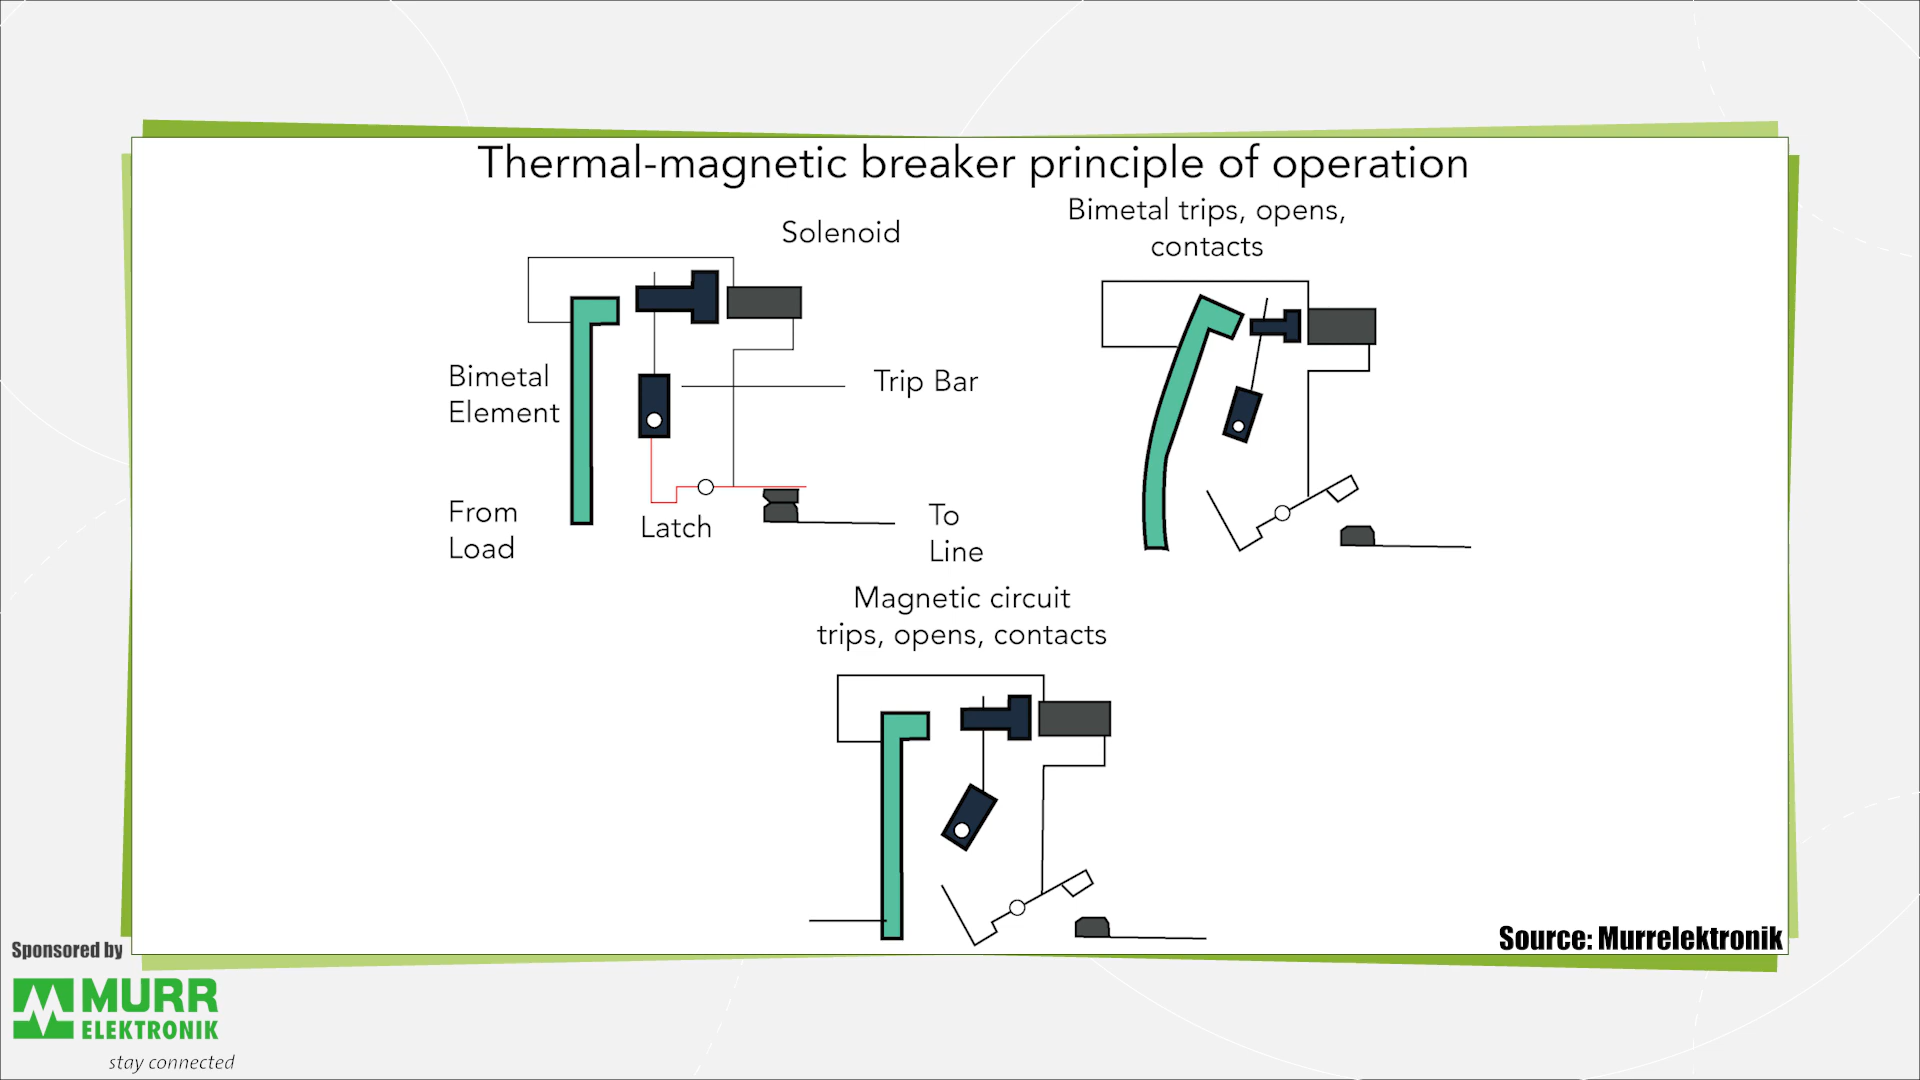 Thermal-magnetic breaker principle of operation
Solenoid
Bimetal
Element
Trip Bar
From
Load
Latch
To
Line
Bimetal trips, opens,
contacts
Magnetic circuit
trips, opens, contacts
Source: Murrelektronik
Sponsored by
MURR
ELEKTRONIK
stay connected